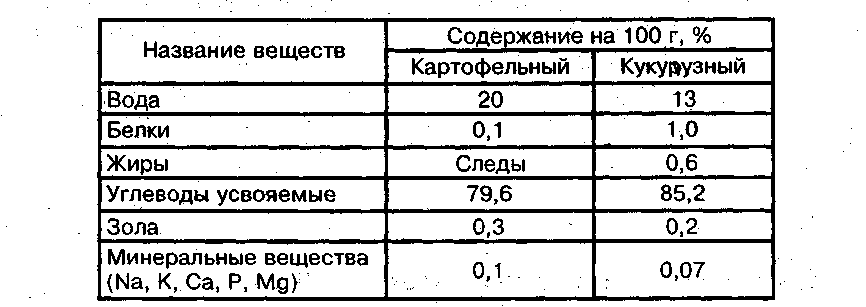 Название веществ
Содержание на 100 г, %
Картофельный Кукурузный
Вода 20 13
Белки 0,1 1,0
Жиры Следы 0,6
Углеводы усвояемые 79,6 85,2
Зола 0,3 0,2
Минеральные вещества
(Na, K, Ca, P, Mg) 0,1 0,07